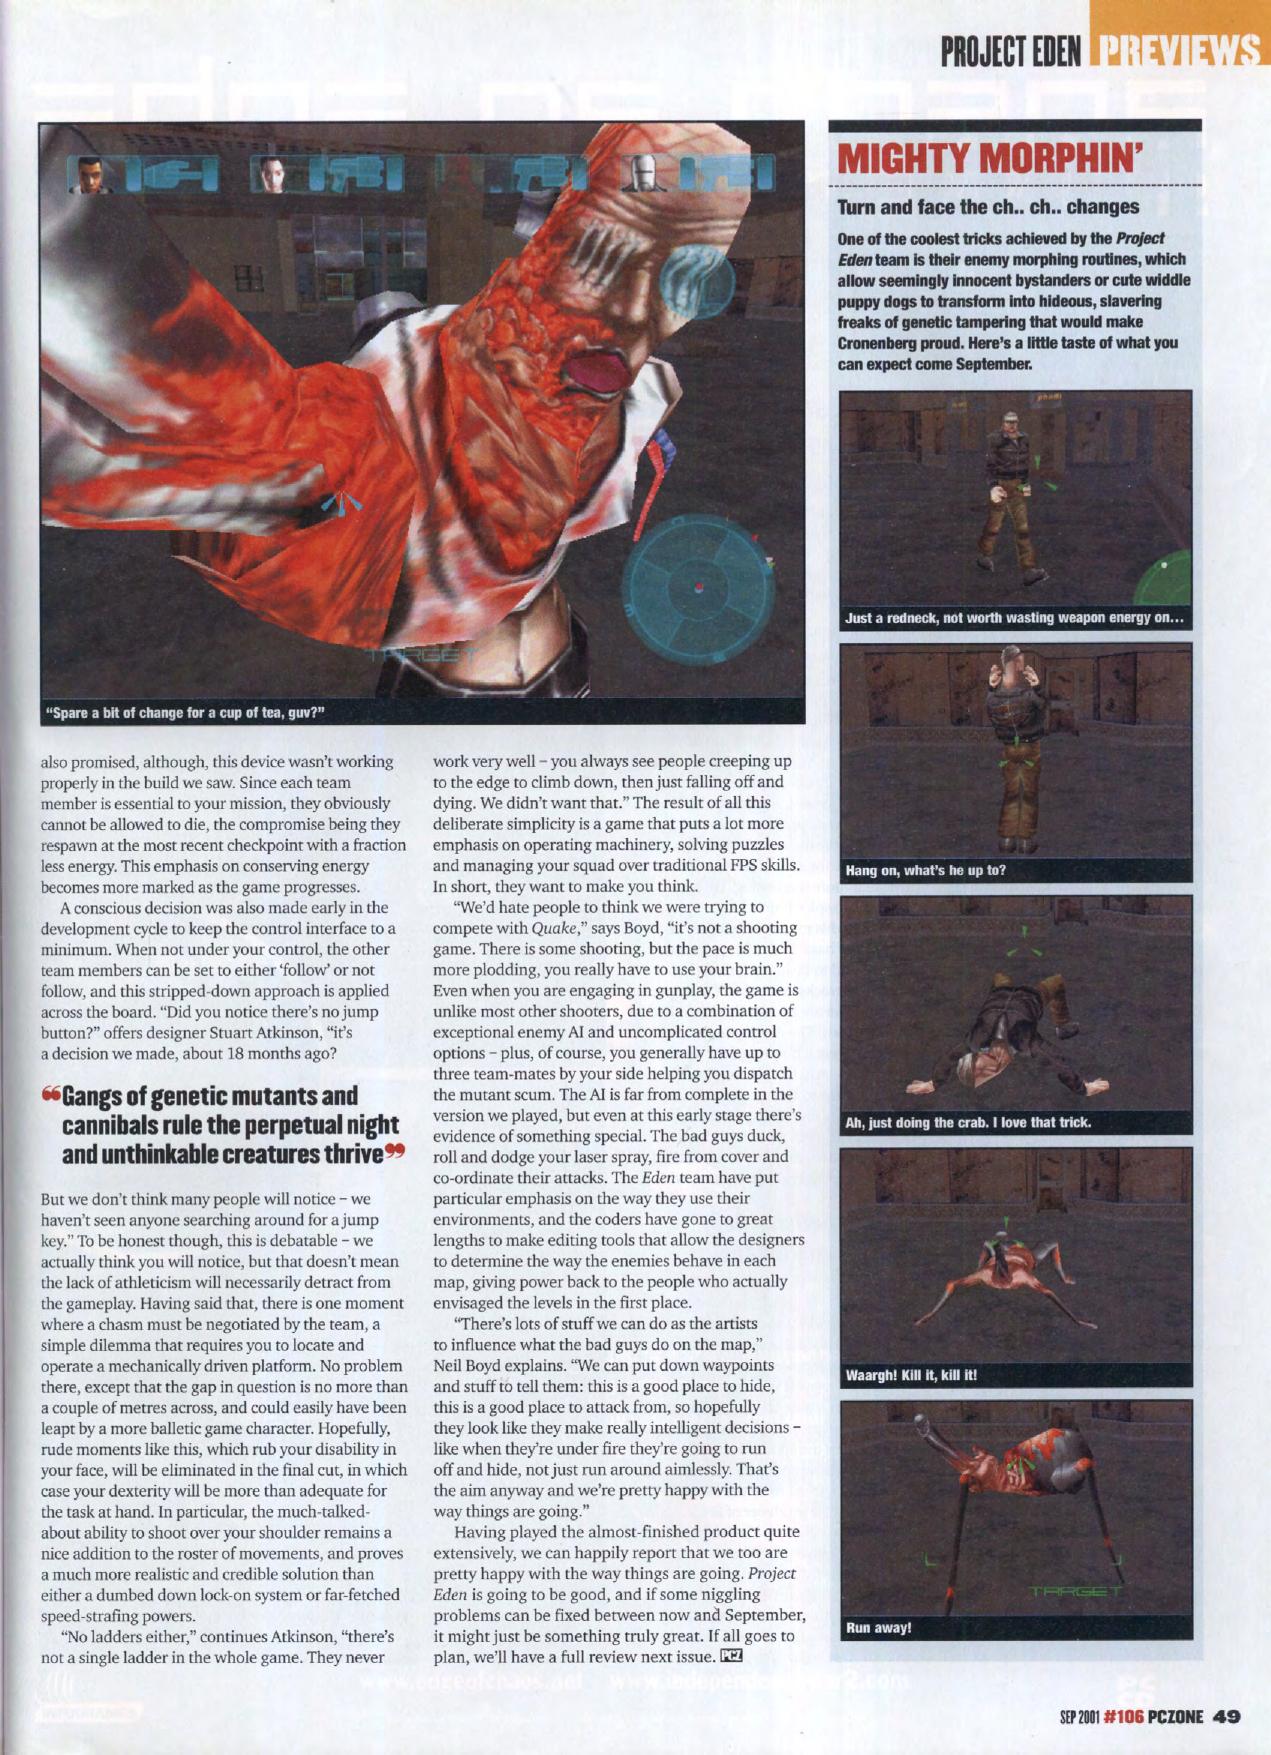 PROJECT EDEN PREVIEWS
TARGET
"Spare a bit of change for a cup of tea, guv?"
also promised, although, this device wasn't working
properly in the build we saw. Since each team
member is essential to your mission, they obviously
cannot be allowed to die, the compromise being they
respawn at the most recent checkpoint with a fraction
less energy. This emphasis on conserving energy
becomes more marked as the game progresses.
A conscious decision was also made early in the
development cycle to keep the control interface to a
minimum. When not under your control, the other
team members can be set to either 'follow' or not
follow, and this stripped-down approach is applied
across the board. "Did you notice there's no jump
button?" offers designer Stuart Atkinson, "it's
a decision we made, about 18 months ago?
"Gangs of genetic mutants and
cannibals rule the perpetual night
and unthinkable creatures thrive"
But we don't think many people will notice – we
haven't seen anyone searching around for a jump
key." To be honest though, this is debatable – we
actually think you will notice, but that doesn't mean
the lack of athleticism will necessarily detract from
the gameplay. Having said that, there is one moment
where a chasm must be negotiated by the team, a
simple dilemma that requires you to locate and
operate a mechanically driven platform. No problem
there, except that the gap in question is no more than
a couple of metres across, and could easily have been
leapt by a more balletic game character. Hopefully,
rude moments like this, which rub your disability in
your face, will be eliminated in the final cut, in which
case your dexterity will be more than adequate for
the task at hand. In particular, the much-talked-
about ability to shoot over your shoulder remains a
nice addition to the roster of movements, and proves
a much more realistic and credible solution than
either a dumbed down lock-on system or far-fetched
speed-strafing powers.
"No ladders either," continues Atkinson, "there's
not a single ladder in the whole game. They never
work very well – you always see people creeping up
to the edge to climb down, then just falling off and
dying. We didn't want that." The result of all this
deliberate simplicity is a game that puts a lot more
emphasis on operating machinery, solving puzzles
and managing your squad over traditional FPS skills.
In short, they want to make you think.
"We'd hate people to think we were trying to
compete with Quake," says Boyd, "it's not a shooting
game. There is some shooting, but the pace is much
more plodding, you really have to use your brain."
Even when you are engaging in gunplay, the game is
unlike most other shooters, due to a combination of
exceptional enemy AI and uncomplicated control
options – plus, of course, you generally have up to
three team-mates by your side helping you dispatch
the mutant scum. The AI is far from complete in the
version we played, but even at this early stage there's
evidence of something special. The bad guys duck,
roll and dodge your laser spray, fire from cover and
co-ordinate their attacks. The Eden team have put
particular emphasis on the way they use their
environments, and the coders have gone to great
lengths to make editing tools that allow the designers
to determine the way the enemies behave in each
map, giving power back to the people who actually
envisaged the levels in the first place.
"There's lots of stuff we can do as the artists
to influence what the bad guys do on the map,"
Neil Boyd explains. "We can put down waypoints
and stuff to tell them: this is a good place to hide,
this is a good place to attack from, so hopefully
they look like they make really intelligent decisions –
like when they're under fire they're going to run
off and hide, not just run around aimlessly. That's
the aim anyway and we're pretty happy with the
way things are going."
Having played the almost-finished product quite
extensively, we can happily report that we too are
pretty happy with the way things are going. Project
Eden is going to be good, and if some niggling
problems can be fixed between now and September,
it might just be something truly great. If all goes to
plan, we'll have a full review next issue. PCZ
MIGHTY MORPHIN'
Turn and face the ch.. ch.. changes
One of the coolest tricks achieved by the Project
Eden team is their enemy morphing routines, which
allow seemingly innocent bystanders or cute widdle
puppy dogs to transform into hideous, slavering
freaks of genetic tampering that would make
Cronenberg proud. Here's a little taste of what you
can expect come September.
Just a redneck, not worth wasting weapon energy on...
Hang on, what's he up to?
Ah, just doing the crab. I love that trick.
Waargh! Kill it, kill it!
TARGET
Run away!
SEP 2001 #106 PCZONE 49